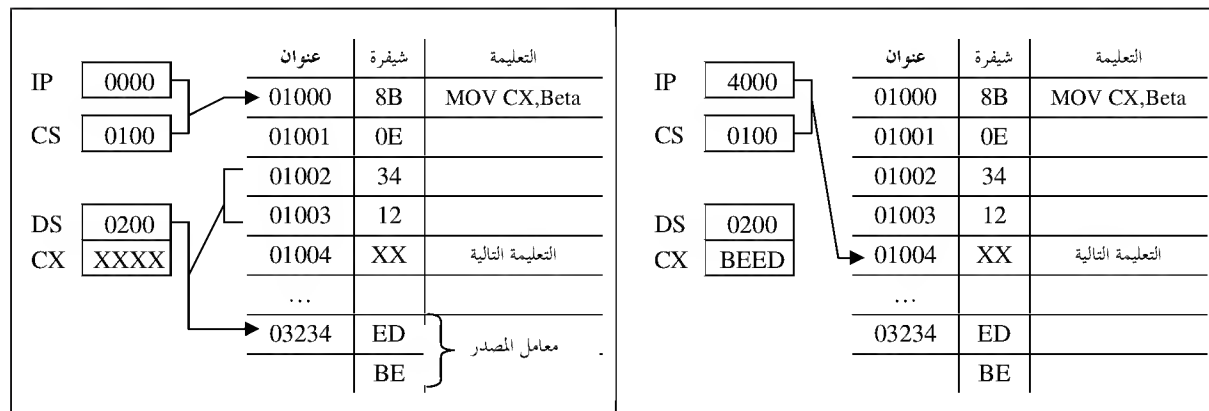 عنوان شيفرة التعليمة
IP 0000
01000 8B MOV CX,Beta
CS 0100
01001 0E
01002 34
DS 0200
01003 12
CX XXXX
01004 XX التعليمة التالية
...
03234 ED
معامل المصدر
BE
عنوان شيفرة التعليمة
IP 4000
01000 8B MOV CX,Beta
CS 0100
01001 0E
01002 34
DS 0200
01003 12
CX BEED
01004 XX التعليمة التالية
...
03234 ED
BE